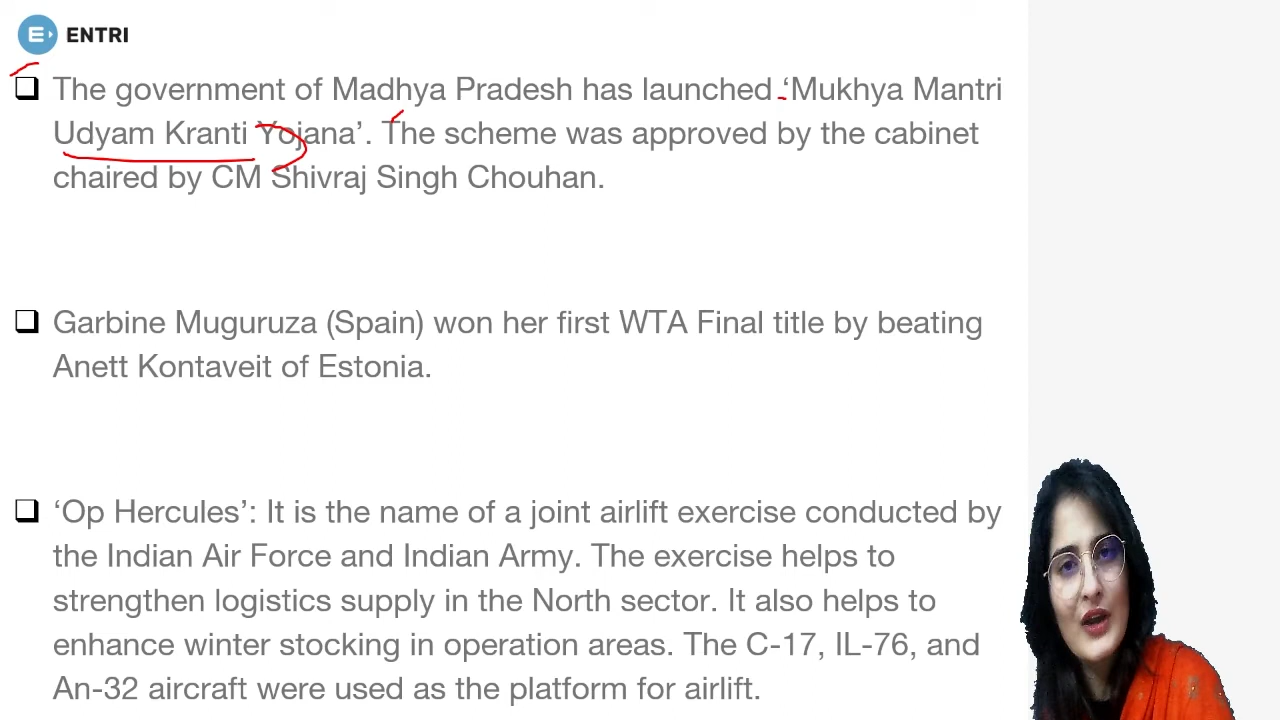 E ENTRI
❑ The government of Madhya Pradesh has launched ‘Mukhya Mantri
Udyam Kranti Yojana’. The scheme was approved by the cabinet
chaired by CM Shivraj Singh Chouhan.
❑ Garbine Muguruza (Spain) won her first WTA Final title by beating
Anett Kontaveit of Estonia.
❑ ‘Op Hercules’: It is the name of a joint airlift exercise conducted by
the Indian Air Force and Indian Army. The exercise helps to
strengthen logistics supply in the North sector. It also helps to
enhance winter stocking in operation areas. The C-17, IL-76, and
An-32 aircraft were used as the platform for airlift.